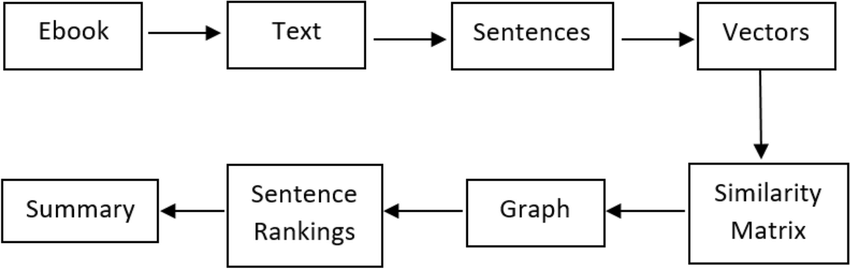 Ebook
Text
Sentences
Vectors
Similarity
Matrix
Graph
Sentence
Rankings
Summary